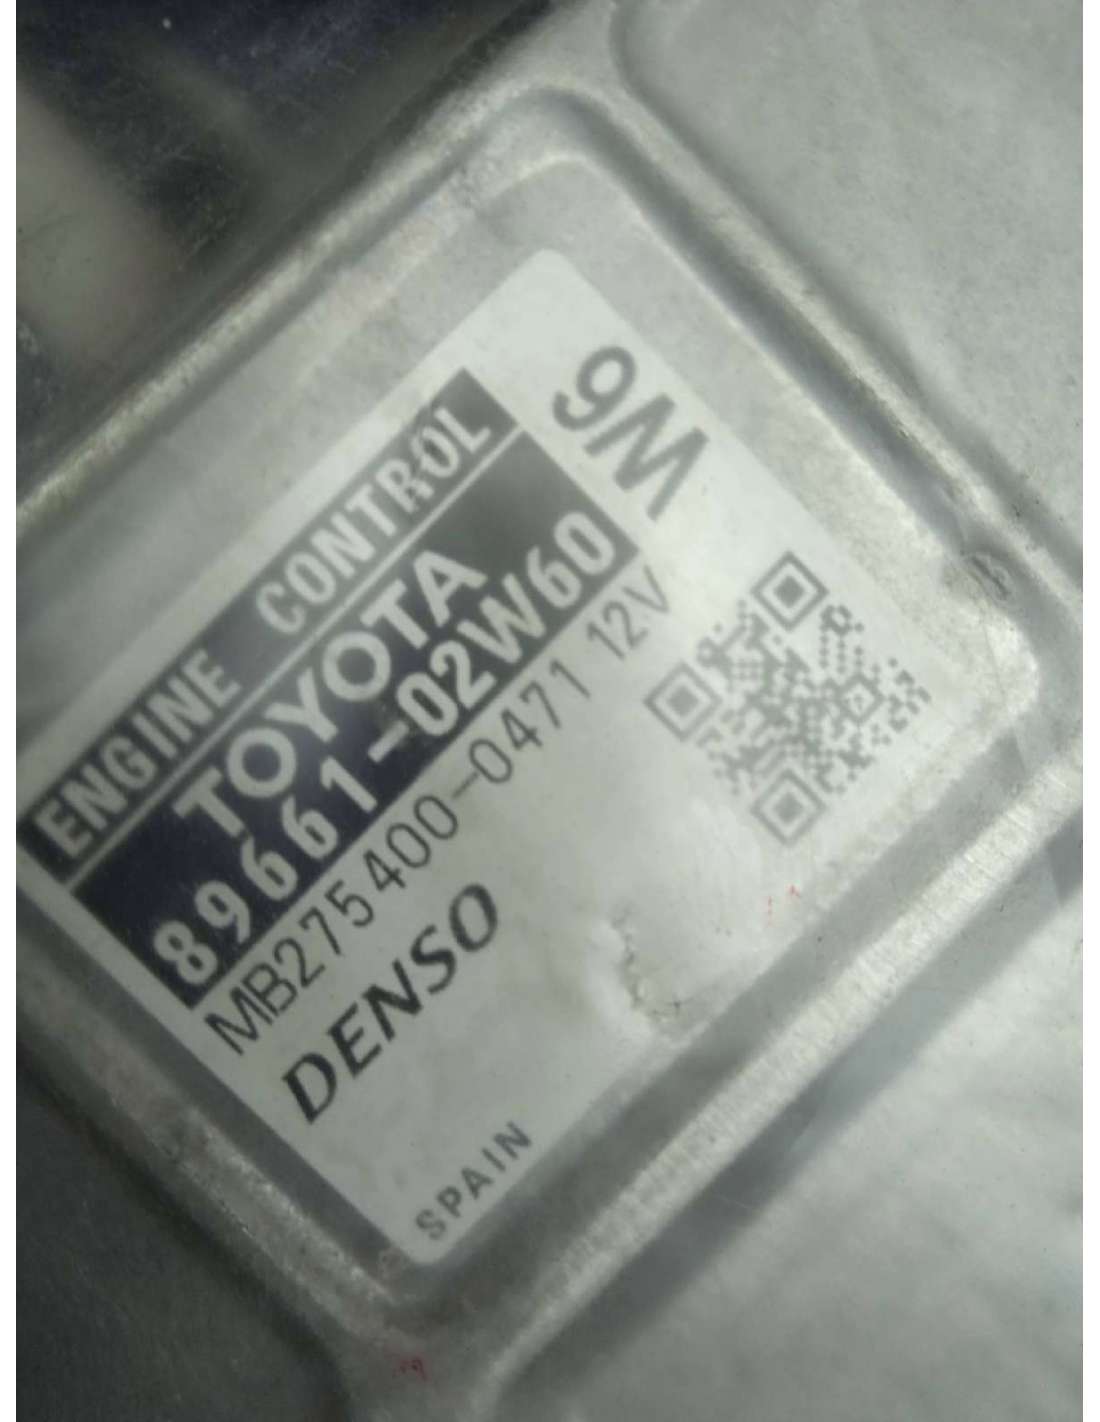 9M
ENGINE CONTROL
TOYOTA
89661-02W60
MB275400-0471 12V
DENSO
SPAIN